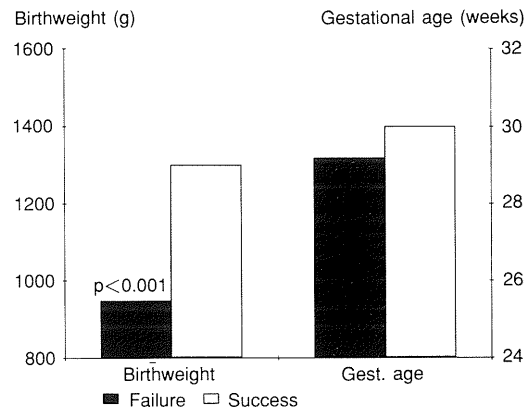 Birthweight (g) Gestational age (weeks)
1600 32
1400 30
1200 28
1000 26
p<0.001
800 24
Birthweight Gest. age
Failure Success